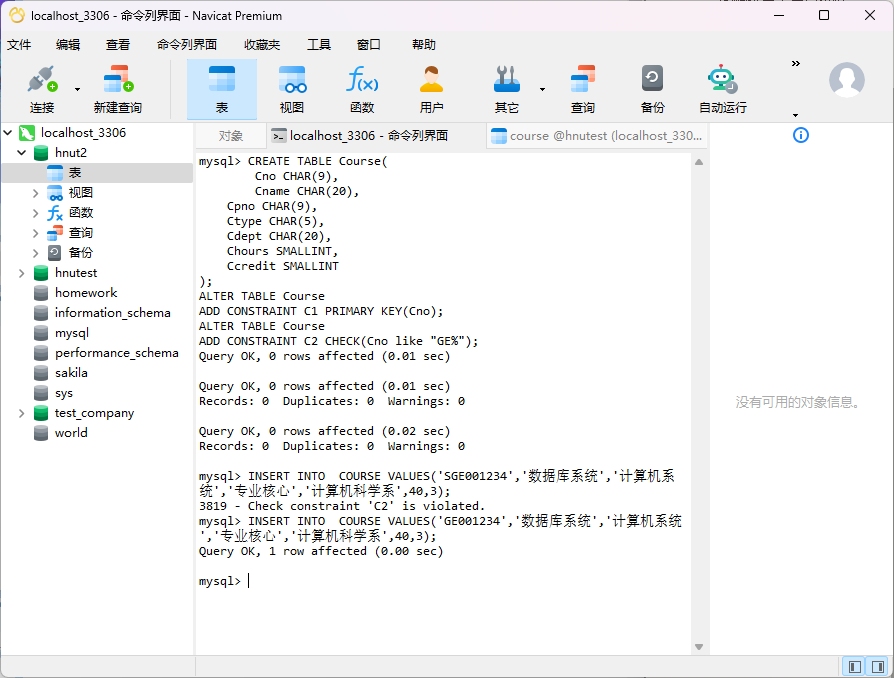 localhost_3306 - 命令列界面 - Navicat Premium
文件 编辑 查看 命令列界面 收藏夹 工具 窗口 帮助
连接 新建查询 表 视图 函数 用户 其它 查询 备份 自动运行
localhost_3306
hnut2
表
视图
函数
查询
备份
hnutest
homework
information_schema
mysql
performance_schema
sakila
sys
test_company
world
对象 localhost_3306 - 命令列界面 course @hnutest (localhost_330...
mysql> CREATE TABLE Course(
Cno CHAR(9),
Cname CHAR(20),
Cpno CHAR(9),
Ctype CHAR(5),
Cdept CHAR(20),
Chours SMALLINT,
Ccredit SMALLINT
);
ALTER TABLE Course
ADD CONSTRAINT C1 PRIMARY KEY(Cno);
ALTER TABLE Course
ADD CONSTRAINT C2 CHECK(Cno like "GE%");
Query OK, 0 rows affected (0.01 sec)
Query OK, 0 rows affected (0.01 sec)
Records: 0  Duplicates: 0  Warnings: 0
Query OK, 0 rows affected (0.02 sec)
Records: 0  Duplicates: 0  Warnings: 0
mysql> INSERT INTO  COURSE VALUES('SGE001234','数据库系统','计算机系
统','专业核心','计算机科学系',40,3);
3819 - Check constraint 'C2' is violated.
mysql> INSERT INTO  COURSE VALUES('GE001234','数据库系统','计算机系统
','专业核心','计算机科学系',40,3);
Query OK, 1 row affected (0.00 sec)
mysql>
没有可用的对象信息。